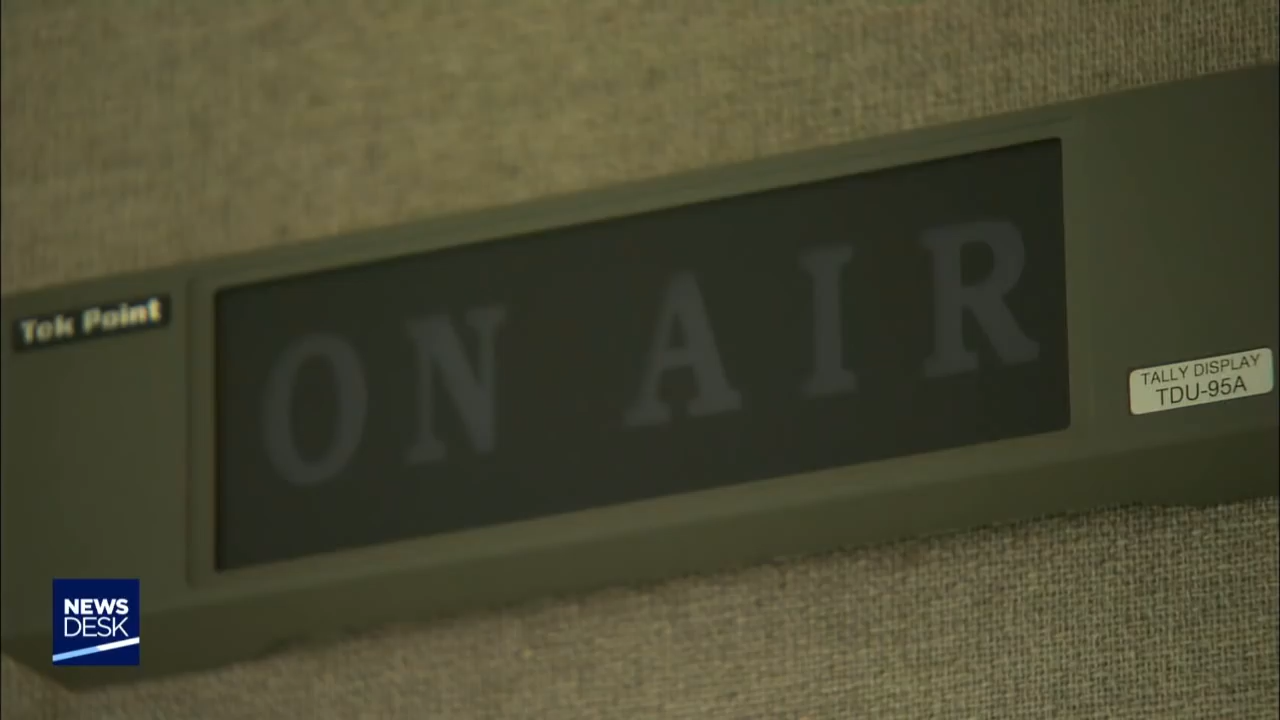 Tek Point
ON AIR
TALLY DISPLAY
TDU-95A
NEWS
DESK